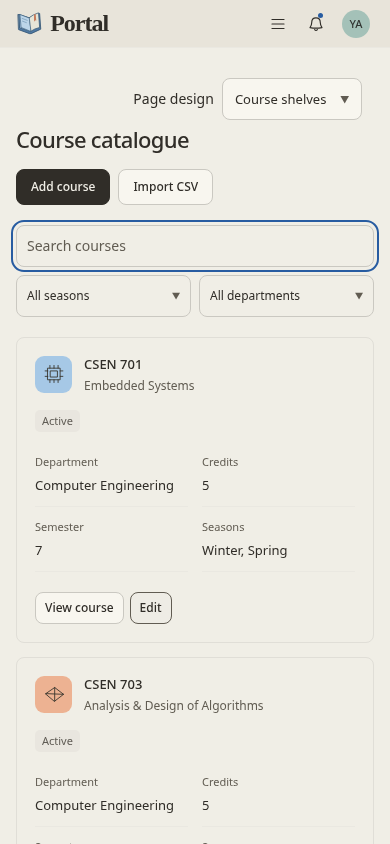 Portal
YA
Page design
Course shelves
Course catalogue
Add course
Import CSV
Search courses
All seasons
All departments
CSEN 701
Embedded Systems
Active
Department
Credits
Computer Engineering
5
Semester
Seasons
7
Winter, Spring
View course
Edit
CSEN 703
Analysis & Design of Algorithms
Active
Department
Credits
Computer Engineering
5